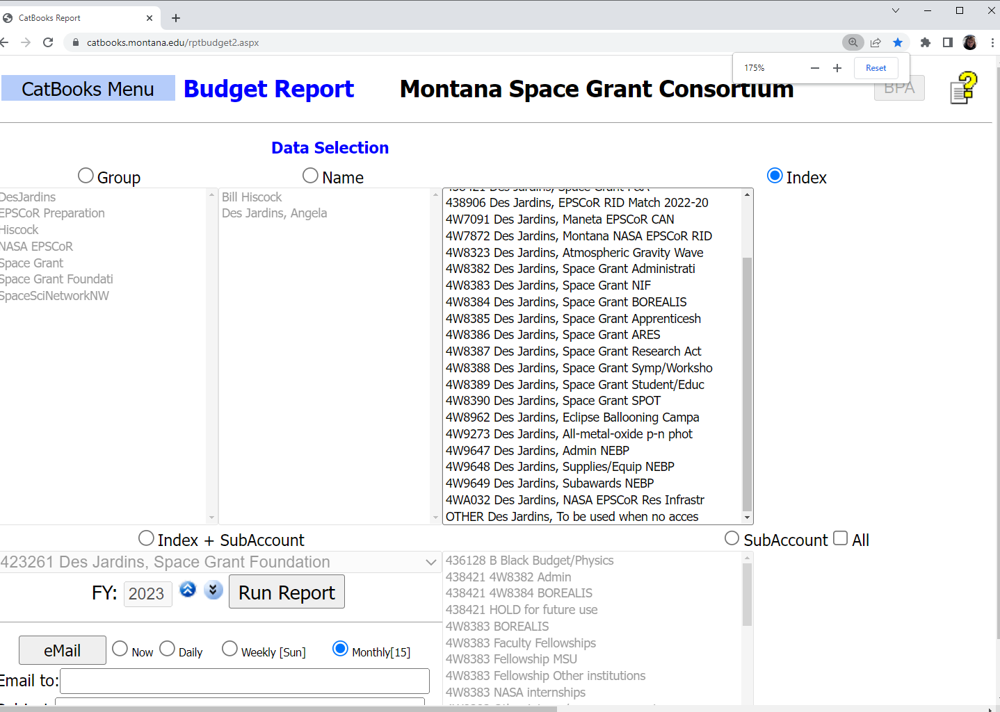 CatBooks Report
catbooks.montana.edu/rptbudget2.aspx
175%
Reset
CatBooks Menu
Budget Report
Montana Space Grant Consortium
BPA
Data Selection
Group
Name
Index
DesJardins
EPSCoR Preparation
Hiscock
NASA EPSCoR
Space Grant
Space Grant Foundati
SpaceSciNetworkNW
Bill Hiscock
Des Jardins, Angela
438421 Des Jardins, Space Grant F&A
438906 Des Jardins, EPSCoR RID Match 2022-20
4W7091 Des Jardins, Maneta EPSCoR CAN
4W7872 Des Jardins, Montana NASA EPSCoR RID
4W8323 Des Jardins, Atmospheric Gravity Wave
4W8382 Des Jardins, Space Grant Administrati
4W8383 Des Jardins, Space Grant NIF
4W8384 Des Jardins, Space Grant BOREALIS
4W8385 Des Jardins, Space Grant Apprenticesh
4W8386 Des Jardins, Space Grant ARES
4W8387 Des Jardins, Space Grant Research Act
4W8388 Des Jardins, Space Grant Symp/Worksho
4W8389 Des Jardins, Space Grant Student/Educ
4W8390 Des Jardins, Space Grant SPOT
4W8962 Des Jardins, Eclipse Ballooning Campa
4W9273 Des Jardins, All-metal-oxide p-n phot
4W9647 Des Jardins, Admin NEBP
4W9648 Des Jardins, Supplies/Equip NEBP
4W9649 Des Jardins, Subawards NEBP
4WA032 Des Jardins, NASA EPSCoR Res Infrastr
OTHER Des Jardins, To be used when no acces
Index + SubAccount
SubAccount
All
423261 Des Jardins, Space Grant Foundation
FY: 2023
Run Report
436128 B Black Budget/Physics
438421 4W8382 Admin
438421 4W8384 BOREALIS
438421 HOLD for future use
4W8383 BOREALIS
4W8383 Faculty Fellowships
4W8383 Fellowship MSU
4W8383 Fellowship Other institutions
4W8383 NASA internships
eMail
Now
Daily
Weekly [Sun]
Monthly[15]
Email to: